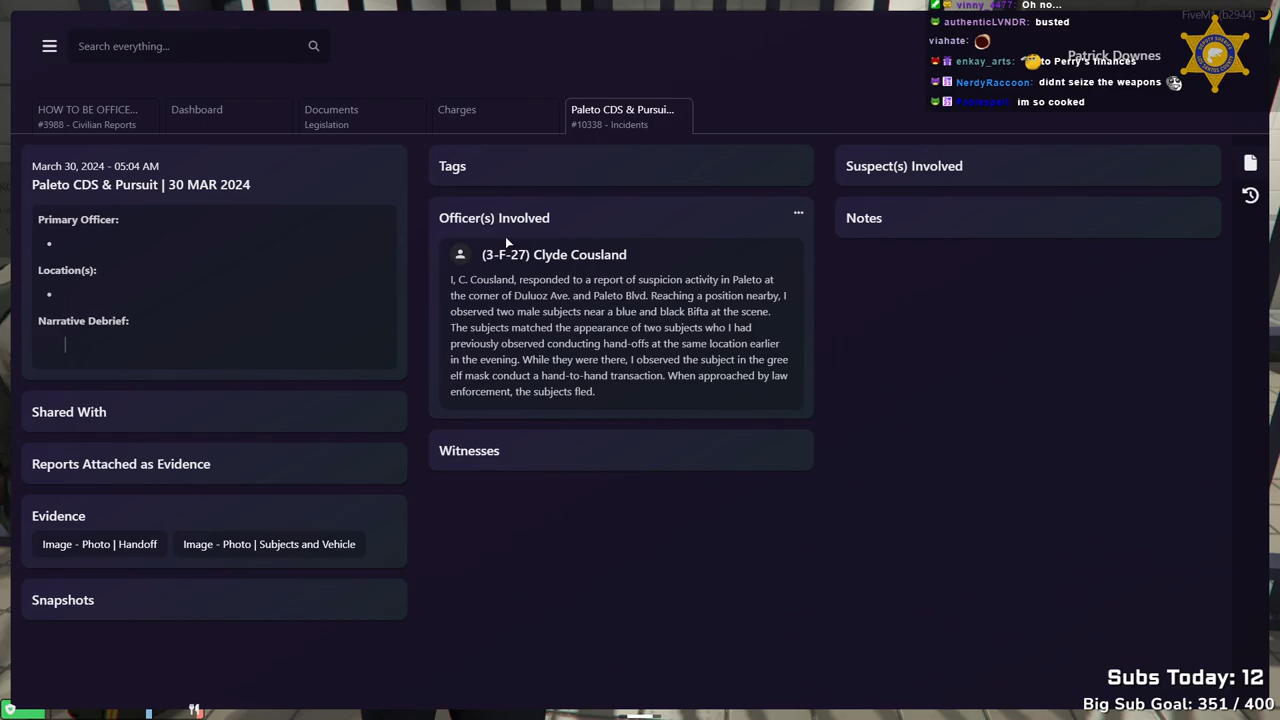 vinny_4477: Oh no...
FiveM (b2944)
authenticLVNDR: busted
viahate:
Patrick Downes
enkay_arts: to Perry's finances
NerdyRaccoon: didnt seize the weapons
im so cooked
Search everything...
HOW TO BE OFFICE...
#3988 - Civilian Reports
Dashboard
Documents
Legislation
Charges
Paleto CDS & Pursui...
#10338 - Incidents
March 30, 2024 - 05:04 AM
Paleto CDS & Pursuit | 30 MAR 2024
Primary Officer:
Location(s):
Narrative Debrief:
Shared With
Reports Attached as Evidence
Evidence
Image - Photo | Handoff
Image - Photo | Subjects and Vehicle
Snapshots
Tags
Officer(s) Involved
(3-F-27) Clyde Cousland
I, C. Cousland, responded to a report of suspicion activity in Paleto at
the corner of Duluoz Ave. and Paleto Blvd. Reaching a position nearby, I
observed two male subjects near a blue and black Bifta at the scene.
The subjects matched the appearance of two subjects who I had
previously observed conducting hand-offs at the same location earlier
in the evening. While they were there, I observed the subject in the gree
elf mask conduct a hand-to-hand transaction. When approached by law
enforcement, the subjects fled.
Witnesses
Suspect(s) Involved
Notes
Subs Today: 12
Big Sub Goal: 351 / 400